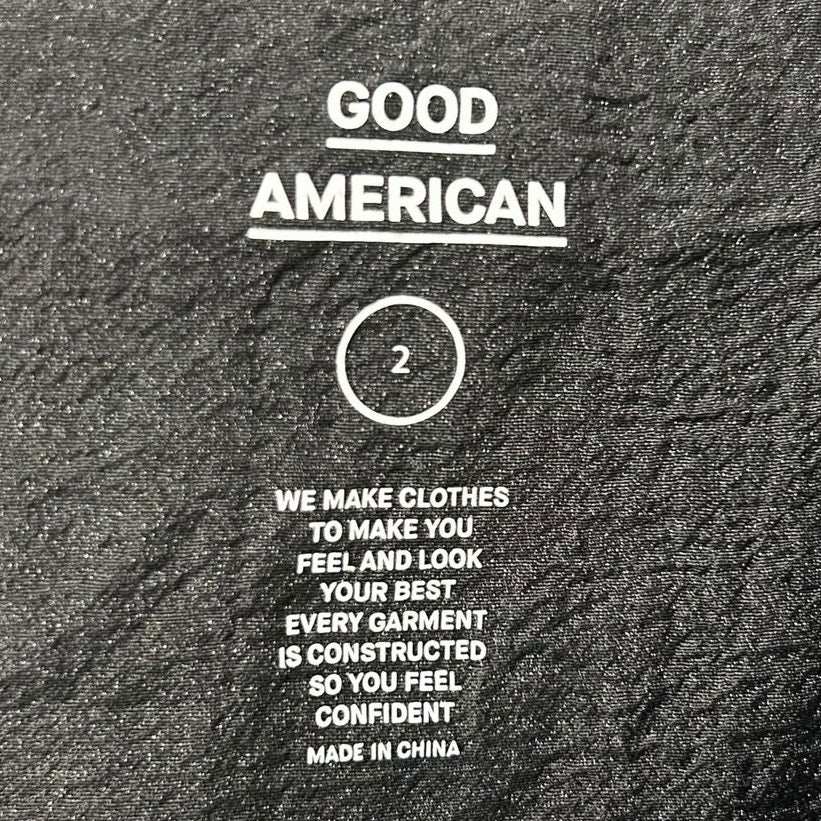 GOOD
AMERICAN
2
WE MAKE CLOTHES
TO MAKE YOU
FEEL AND LOOK
YOUR BEST
EVERY GARMENT
IS CONSTRUCTED
SO YOU FEEL
CONFIDENT
MADE IN CHINA